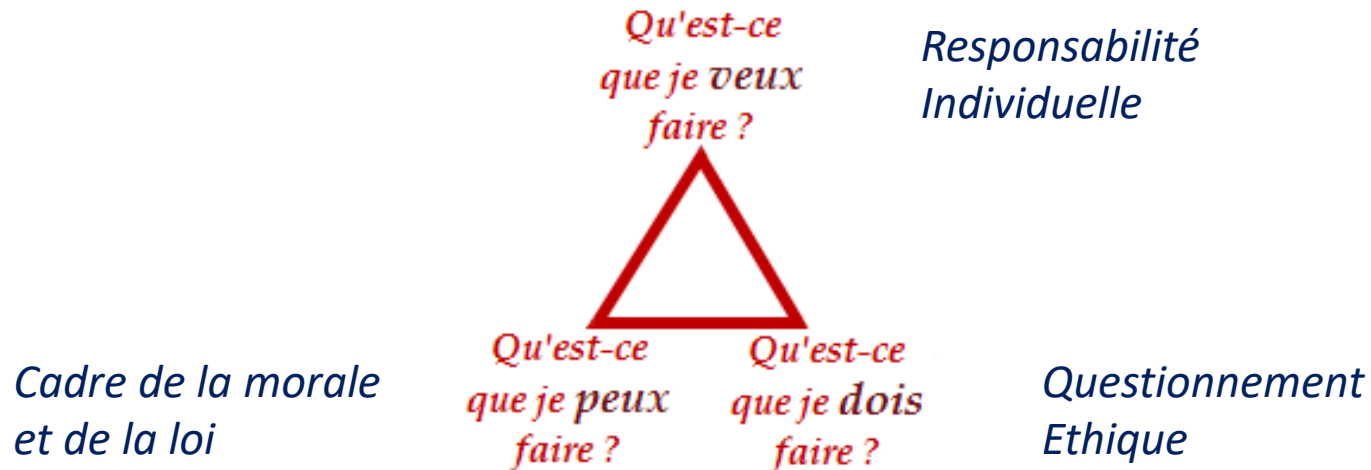 Qu'est-ce
que je veux
faire ?
Responsabilité
Individuelle
Cadre de la morale
et de la loi
Qu'est-ce
que je peux
faire ?
Qu'est-ce
que je dois
faire ?
Questionnement
Ethique